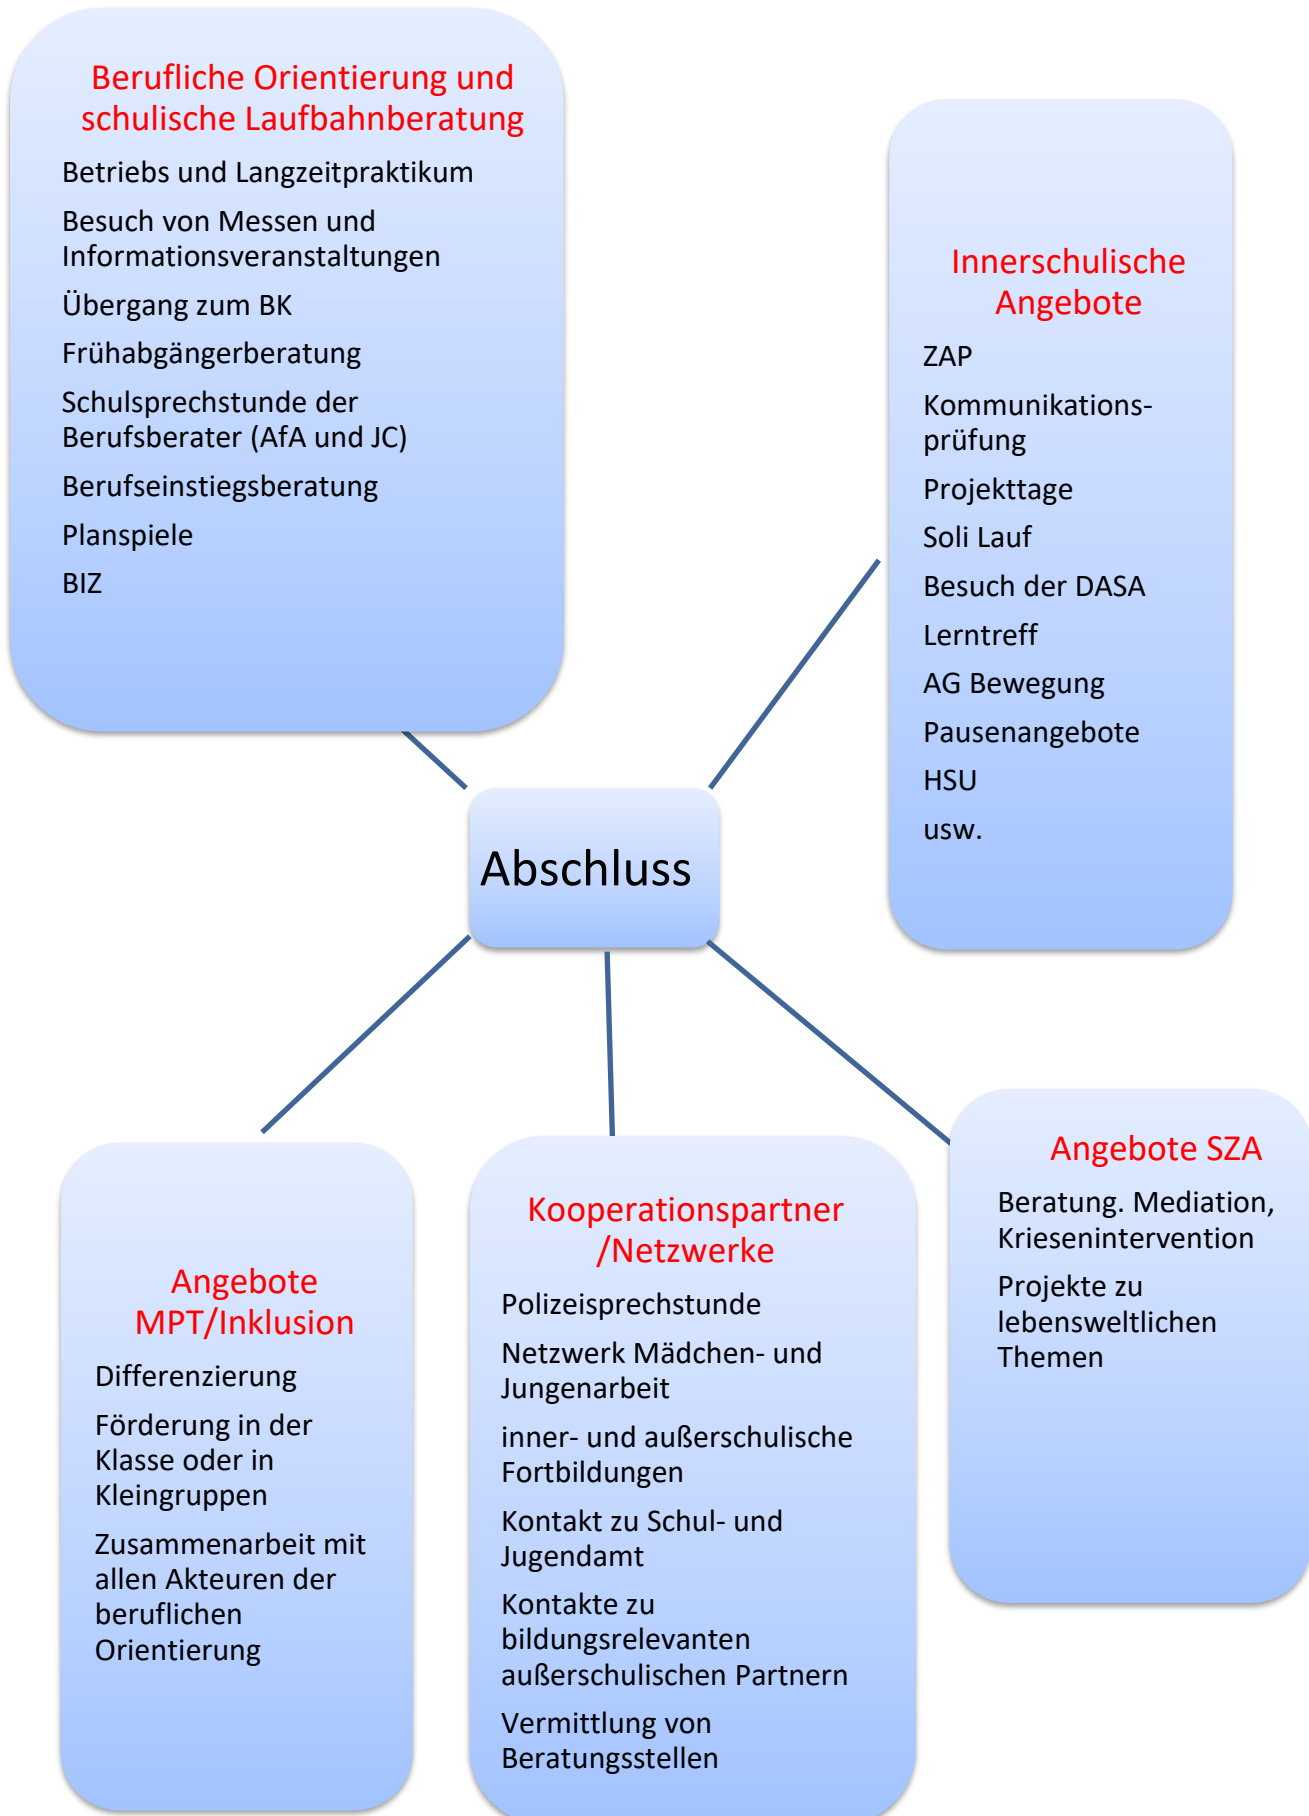 Berufliche Orientierung und
schulische Laufbahnberatung
Betriebs und Langzeitpraktikum
Besuch von Messen und
Informationsveranstaltungen
Übergang zum BK
Frühabgängerberatung
Schulsprechstunde der
Berufsberater (AfA und JC)
Berufseinstiegsberatung
Planspiele
BIZ
Innerschulische
Angebote
ZAP
Kommunikations-
prüfung
Projekttage
Soli Lauf
Besuch der DASA
Lerntreff
AG Bewegung
Pausenangebote
HSU
usw.
Abschluss
Angebote
MPT/Inklusion
Differenzierung
Förderung in der
Klasse oder in
Kleingruppen
Zusammenarbeit mit
allen Akteuren der
beruflichen
Orientierung
Kooperationspartner
/Netzwerke
Polizeisprechstunde
Netzwerk Mädchen- und
Jungenarbeit
inner- und außerschulische
Fortbildungen
Kontakt zu Schul- und
Jugendamt
Kontakte zu
bildungsrelevanten
außerschulischen Partnern
Vermittlung von
Beratungsstellen
Angebote SZA
Beratung. Mediation,
Kriesenintervention
Projekte zu
lebensweltlichen
Themen